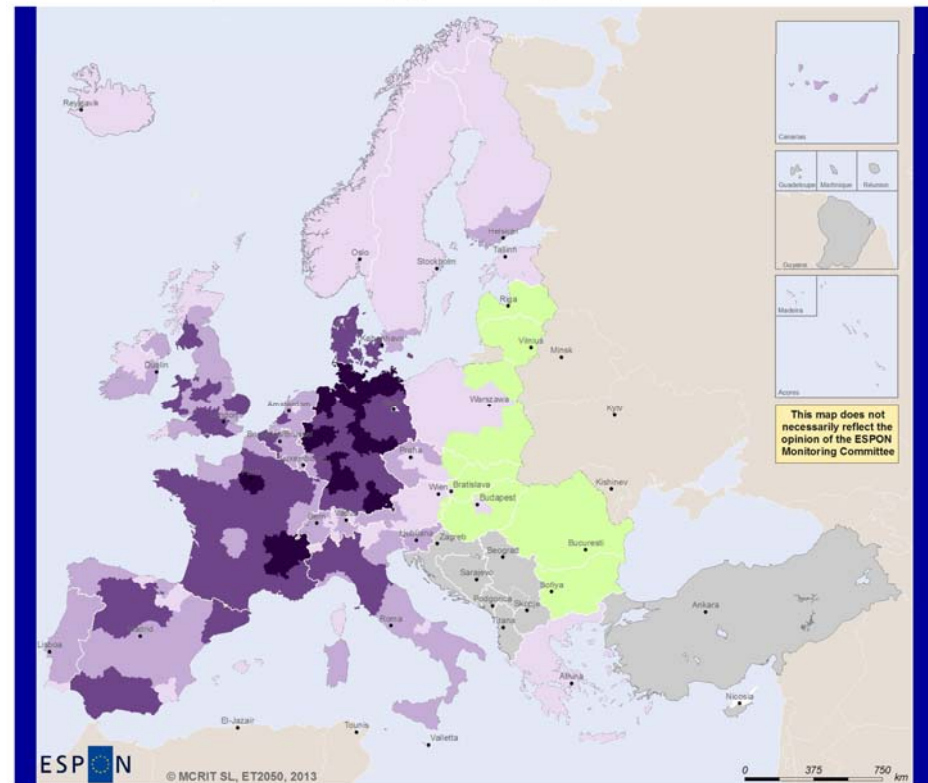 Reykjavik
Canarias
Guadeloupe
Martinique
Réunion
Guyane
Helsinki
Tallinn
Oslo
Stockholm
Madeira
Riga
Acores
København
Vilnius
Minsk
Dublin
Warszawa
This map does not
necessarily reflect the
opinion of the ESPON
Monitoring Committee
Kyiv
Praha
Kishinev
Wien
Bratislava
Budapest
Ljubljana
Zagreb
Beograd
Bucuresti
Sarajevo
Sofiya
Podgorica
Skopje
Ankara
Roma
Tirana
Madrid
Lisboa
Athina
Nicosia
El-Jazair
Tounis
Valletta
ESPON
© MCRIT SL, ET2050, 2013
0 375 750
km